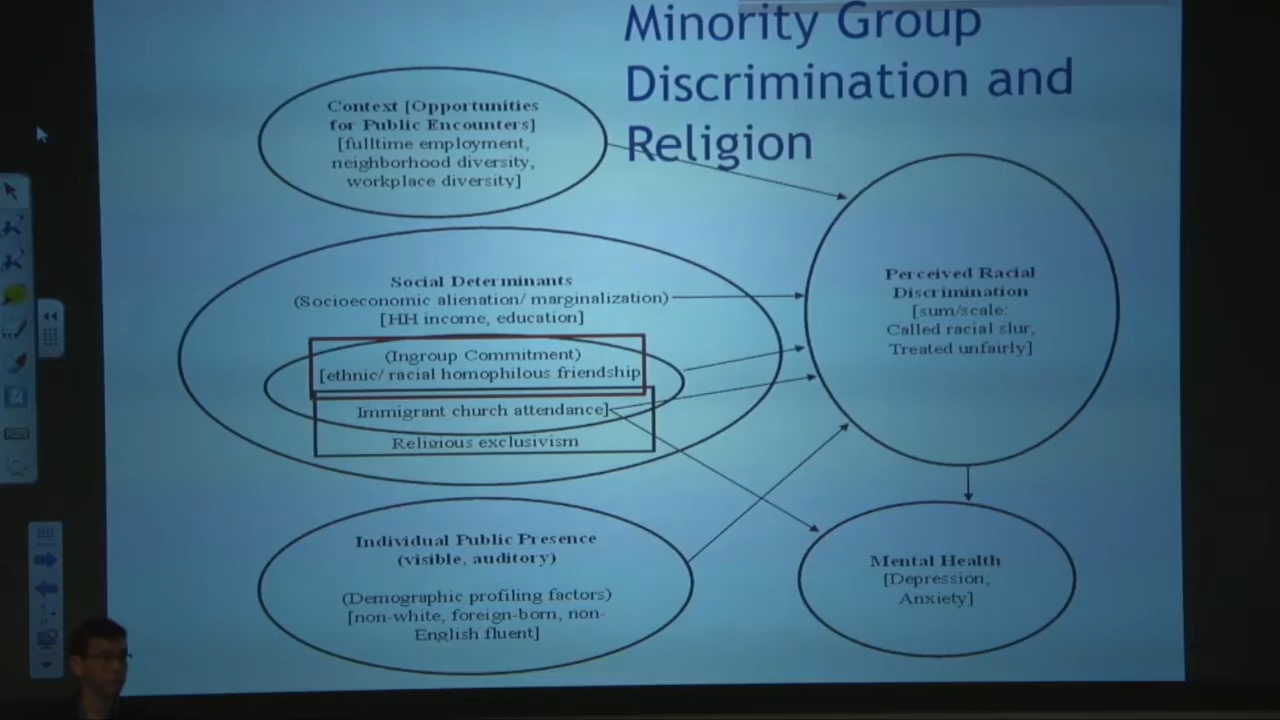 Minority Group
Discrimination and
Religion
Context [Opportunities
for Public Encounters]
[fulltime employment,
neighborhood diversity,
workplace diversity]
Social Determinants
(Socioeconomic alienation/ marginalization)
[HH income, education]
(Ingroup Commitment)
[ethnic/ racial homophilous friendship
Immigrant church attendance]
Religious exclusivism
Individual Public Presence
(visible, auditory)
(Demographic profiling factors)
[non-white, foreign-born, non-
English fluent]
Perceived Racial
Discrimination
[sum/scale:
Called racial slur,
Treated unfairly]
Mental Health
[Depression,
Anxiety]